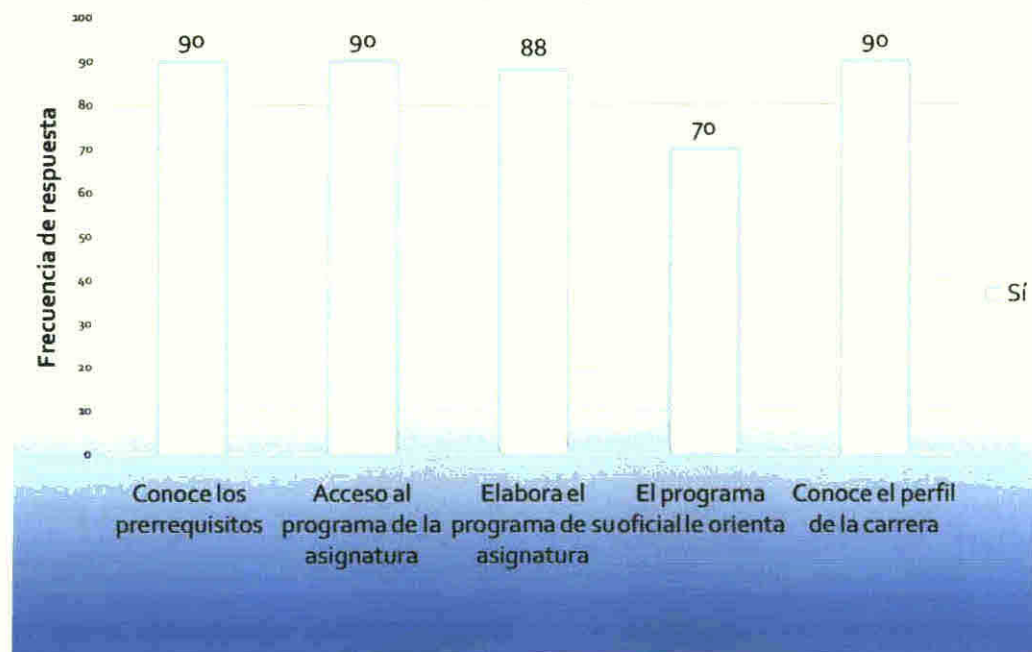 100
90
80
70
60
50
40
30
20
10
0
Frecuencia de respuesta
90
90
88
70
90
Sí
Conoce los
prerrequisitos
Acceso al
programa de la
asignatura
Elabora el
programa de su
asignatura
El programa
oficial le orienta
Conoce el perfil
de la carrera